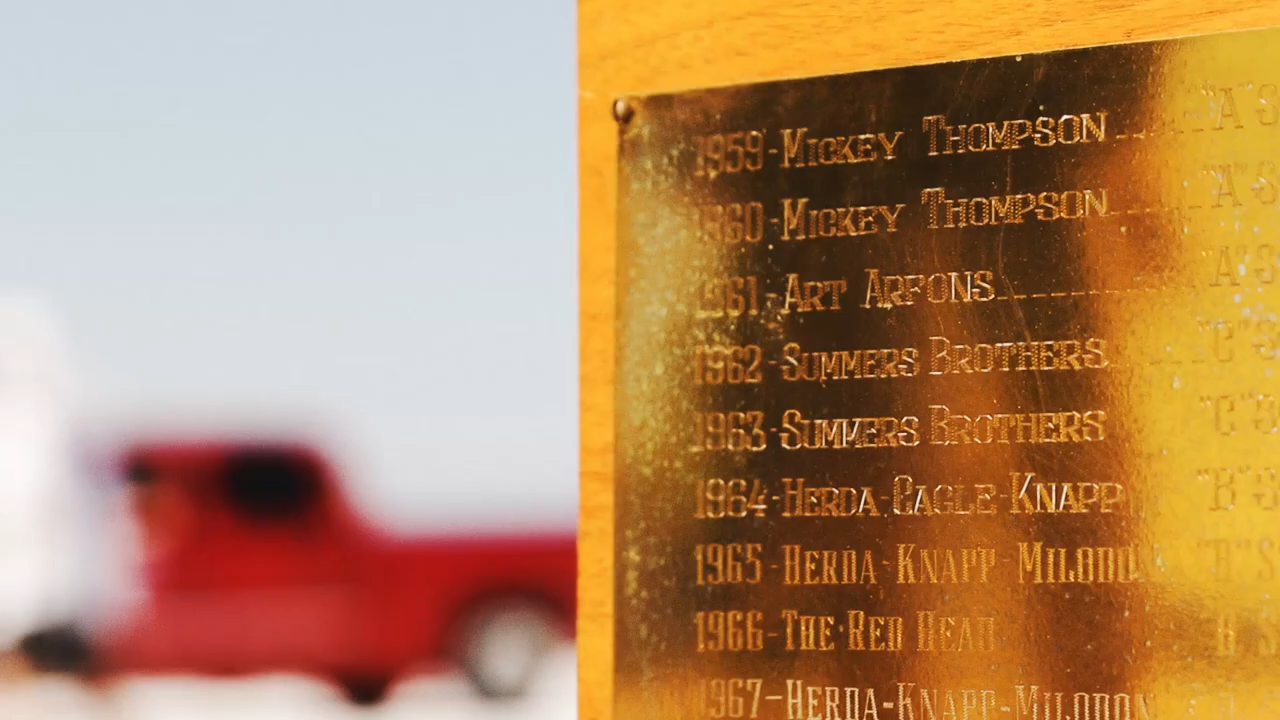 1959-MICKEY THOMPSON "A" S
1960-MICKEY THOMPSON "A" S
1961-ART ARFONS "A" S
1962-SUMMERS BROTHERS "C" S
1963-SUMMERS BROTHERS "C" S
1964-HERDA-CAGLE-KNAPP "B" S
1965-HERDA-KNAPP MILODON "B" S
1966-THE RED HEAD B S
1967-HERDA-KNAPP-MILODON